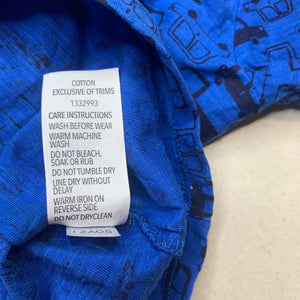 COTTON
EXCLUSIVE OF TRIMS
1332993
CARE INSTRUCTIONS
WASH BEFORE WEAR
WARM MACHINE
WASH
DO NOT BLEACH,
SOAK OR RUB
DO NOT TUMBLE DRY
LINE DRY WITHOUT
DELAY
WARM IRON ON
REVERSE SIDE
DO NOT DRYCLEAN